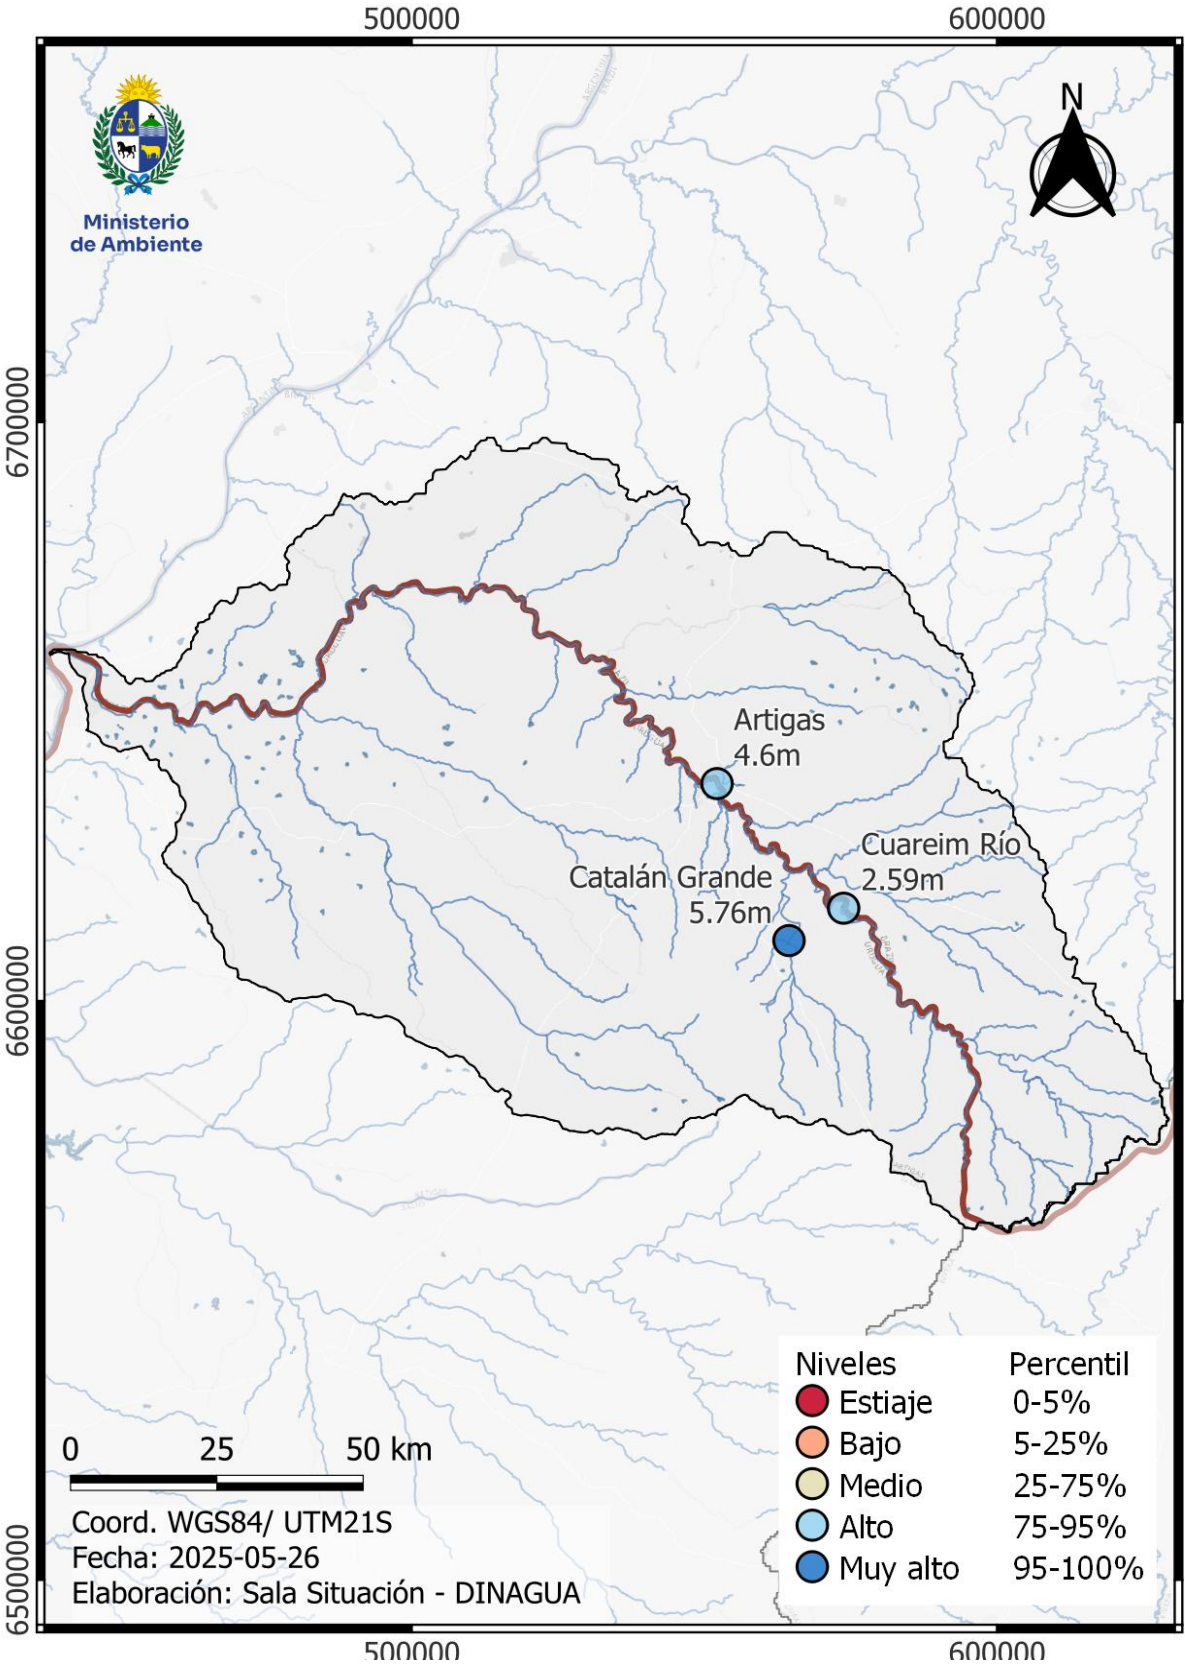 500000
600000
N
Ministerio
de Ambiente
ARGENTINA
BRASIL
6700000
Artigas
4.6m
Cuareim Río
2.59m
Catalán Grande
5.76m
6600000
Niveles Percentil
Estiaje 0-5%
Bajo 5-25%
Medio 25-75%
Alto 75-95%
Muy alto 95-100%
0 25 50 km
Coord. WGS84/ UTM21S
Fecha: 2025-05-26
Elaboración: Sala Situación - DINAGUA
6500000
500000
600000